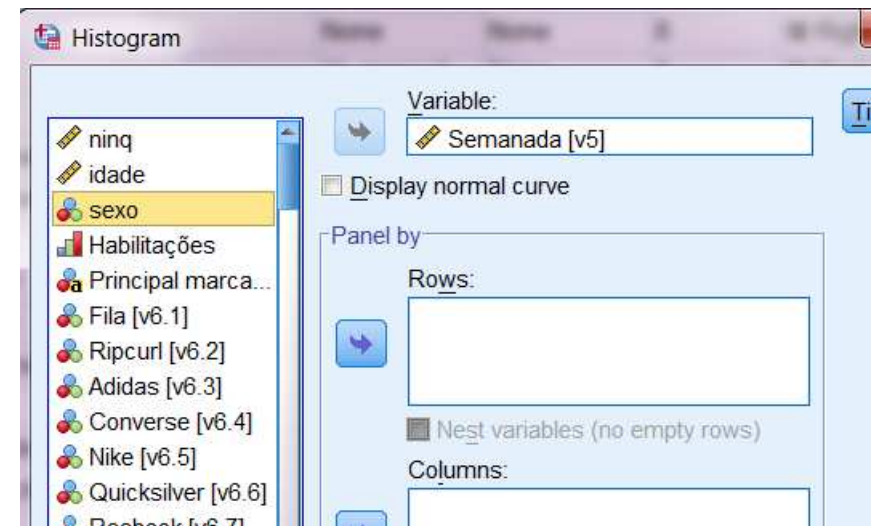 Histogram
Variable:
Semanada [v5]
Ti
Display normal curve
Panel by
Rows:
Nest variables (no empty rows)
Columns:
ninq
idade
sexo
Habilitações
Principal marca...
Fila [v6.1]
Ripcurl [v6.2]
Adidas [v6.3]
Converse [v6.4]
Nike [v6.5]
Quicksilver [v6.6]